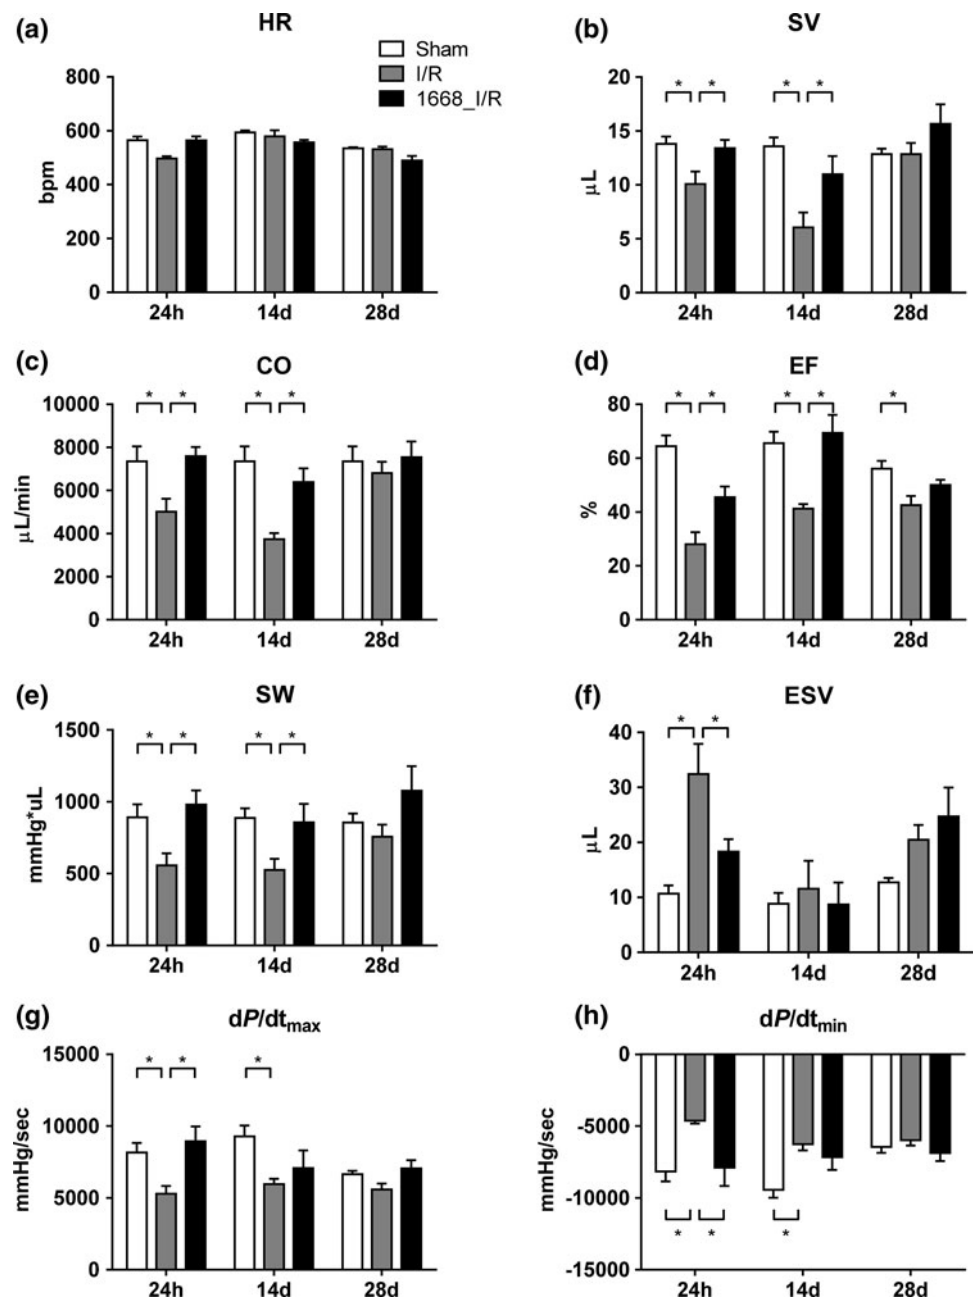 (a) HR
Sham
I/R
1668_I/R
bpm
800
600
400
200
0
24h 14d 28d
(b) SV
μL
20
15
10
5
0
* * * *
24h 14d 28d
(c) CO
μL/min
10000
8000
6000
4000
2000
0
* * * *
24h 14d 28d
(d) EF
%
80
60
40
20
0
* * * * *
24h 14d 28d
(e) SW
mmHg*uL
1500
1000
500
0
* * * *
24h 14d 28d
(f) ESV
μL
40
30
20
10
0
* *
24h 14d 28d
(g) dP/dtmax
mmHg/sec
15000
10000
5000
0
* * *
24h 14d 28d
(h) dP/dtmin
mmHg/sec
0
-5000
-10000
-15000
* * *
24h 14d 28d